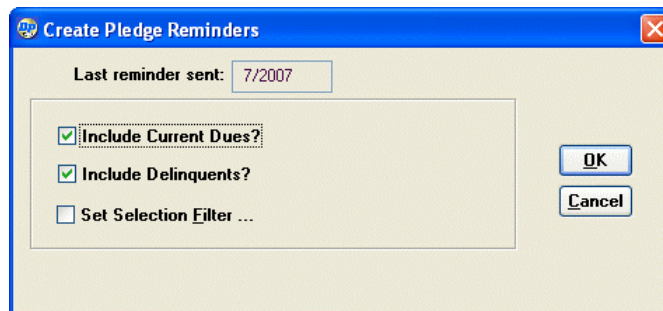 Create Pledge Reminders
Last reminder sent: 7/2007
Include Current Dues?
Include Delinquents?
Set Selection Filter ...
OK
Cancel